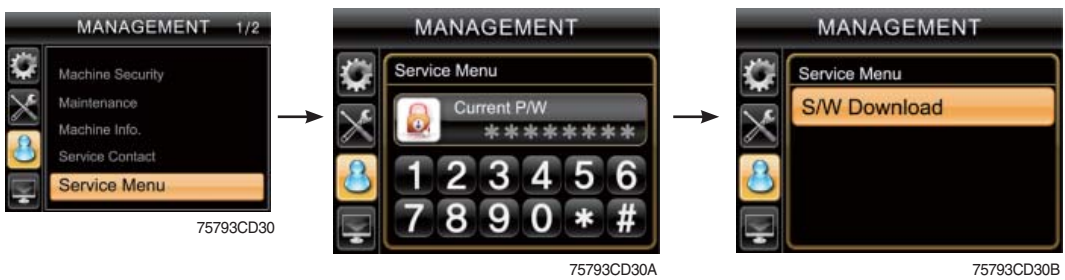 MANAGEMENT 1/2
Machine Security
Maintenance
Machine Info.
Service Contact
Service Menu
75793CD30
MANAGEMENT
Service Menu
Current P/W
********
1 2 3 4 5 6
7 8 9 0 * #
75793CD30A
MANAGEMENT
Service Menu
S/W Download
75793CD30B